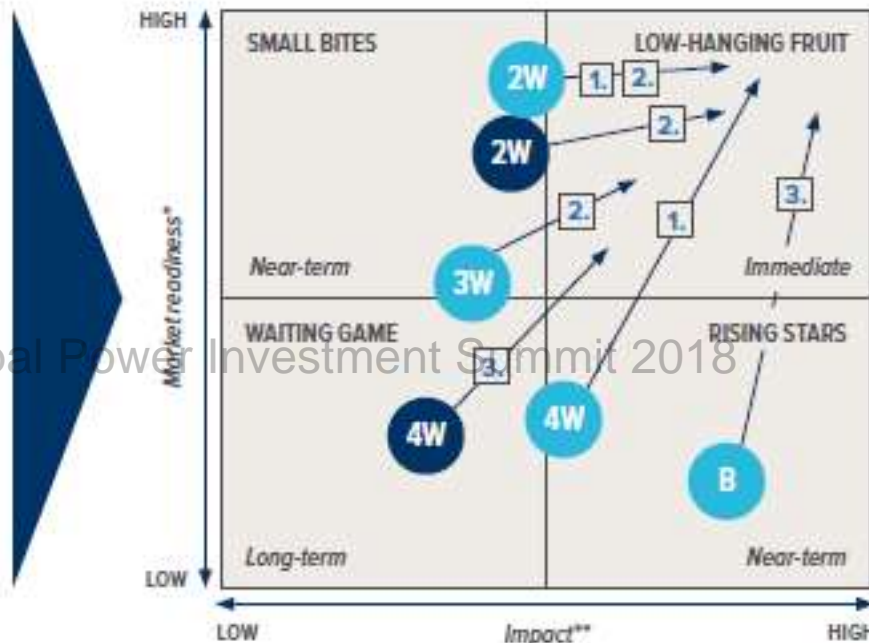 HIGH
SMALL BITES
LOW-HANGING FRUIT
2W
1.
2.
2W
2.
3.
2.
1.
Market readiness*
Near-term
3W
Immediate
WAITING GAME
RISING STARS
Power Investment Summit 2018
3.
4W
4W
B
Long-term
Near-term
LOW
LOW
Impact**
HIGH